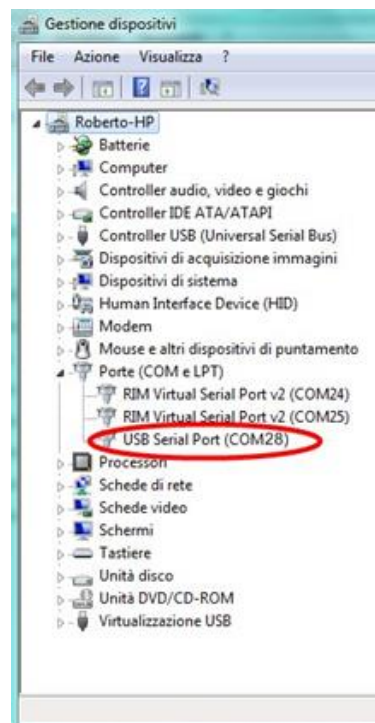 Gestione dispositivi
File Azione Visualizza ?
Roberto-HP
Batterie
Computer
Controller audio, video e giochi
Controller IDE ATA/ATAPI
Controller USB (Universal Serial Bus)
Dispositivi di acquisizione immagini
Dispositivi di sistema
Human Interface Device (HID)
Modem
Mouse e altri dispositivi di puntamento
Porte (COM e LPT)
RIM Virtual Serial Port v2 (COM24)
RIM Virtual Serial Port v2 (COM25)
USB Serial Port (COM28)
Processori
Schede di rete
Schede video
Schermi
Tastiere
Unità disco
Unità DVD/CD-ROM
Virtualizzazione USB